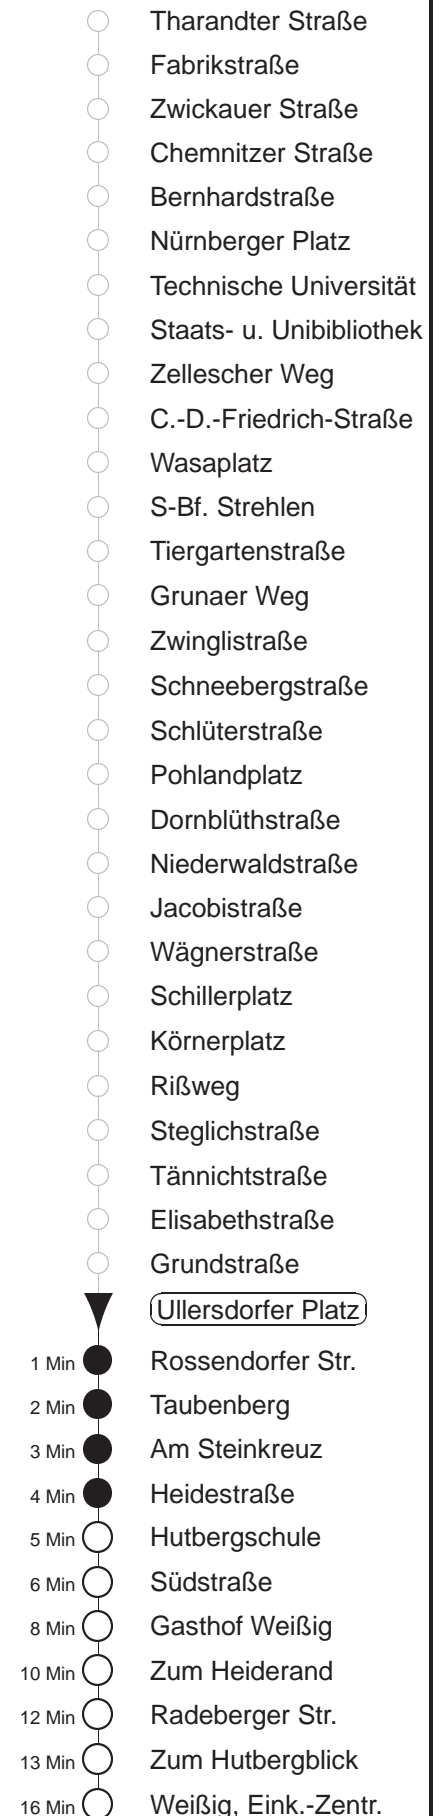 Tharandter Straße
Fabrikstraße
Zwickauer Straße
Chemnitzer Straße
Bernhardstraße
Nürnberger Platz
Technische Universität
Staats- u. Unibibliothek
Zellescher Weg
C.-D.-Friedrich-Straße
Wasaplatz
S-Bf. Strehlen
Tiergartenstraße
Grunaer Weg
Zwinglistraße
Schneebergstraße
Schlüterstraße
Pohlandplatz
Dornblüthstraße
Niederwaldstraße
Jacobistraße
Wägnerstraße
Schillerplatz
Körnerplatz
Rißweg
Steglichstraße
Tännichtstraße
Elisabethstraße
Grundstraße
Ullersdorfer Platz
1 Min Rossendorfer Str.
2 Min Taubenberg
3 Min Am Steinkreuz
4 Min Heidestraße
5 Min Hutbergschule
6 Min Südstraße
8 Min Gasthof Weißig
10 Min Zum Heiderand
12 Min Radeberger Str.
13 Min Zum Hutbergblick
16 Min Weißig, Eink.-Zentr.